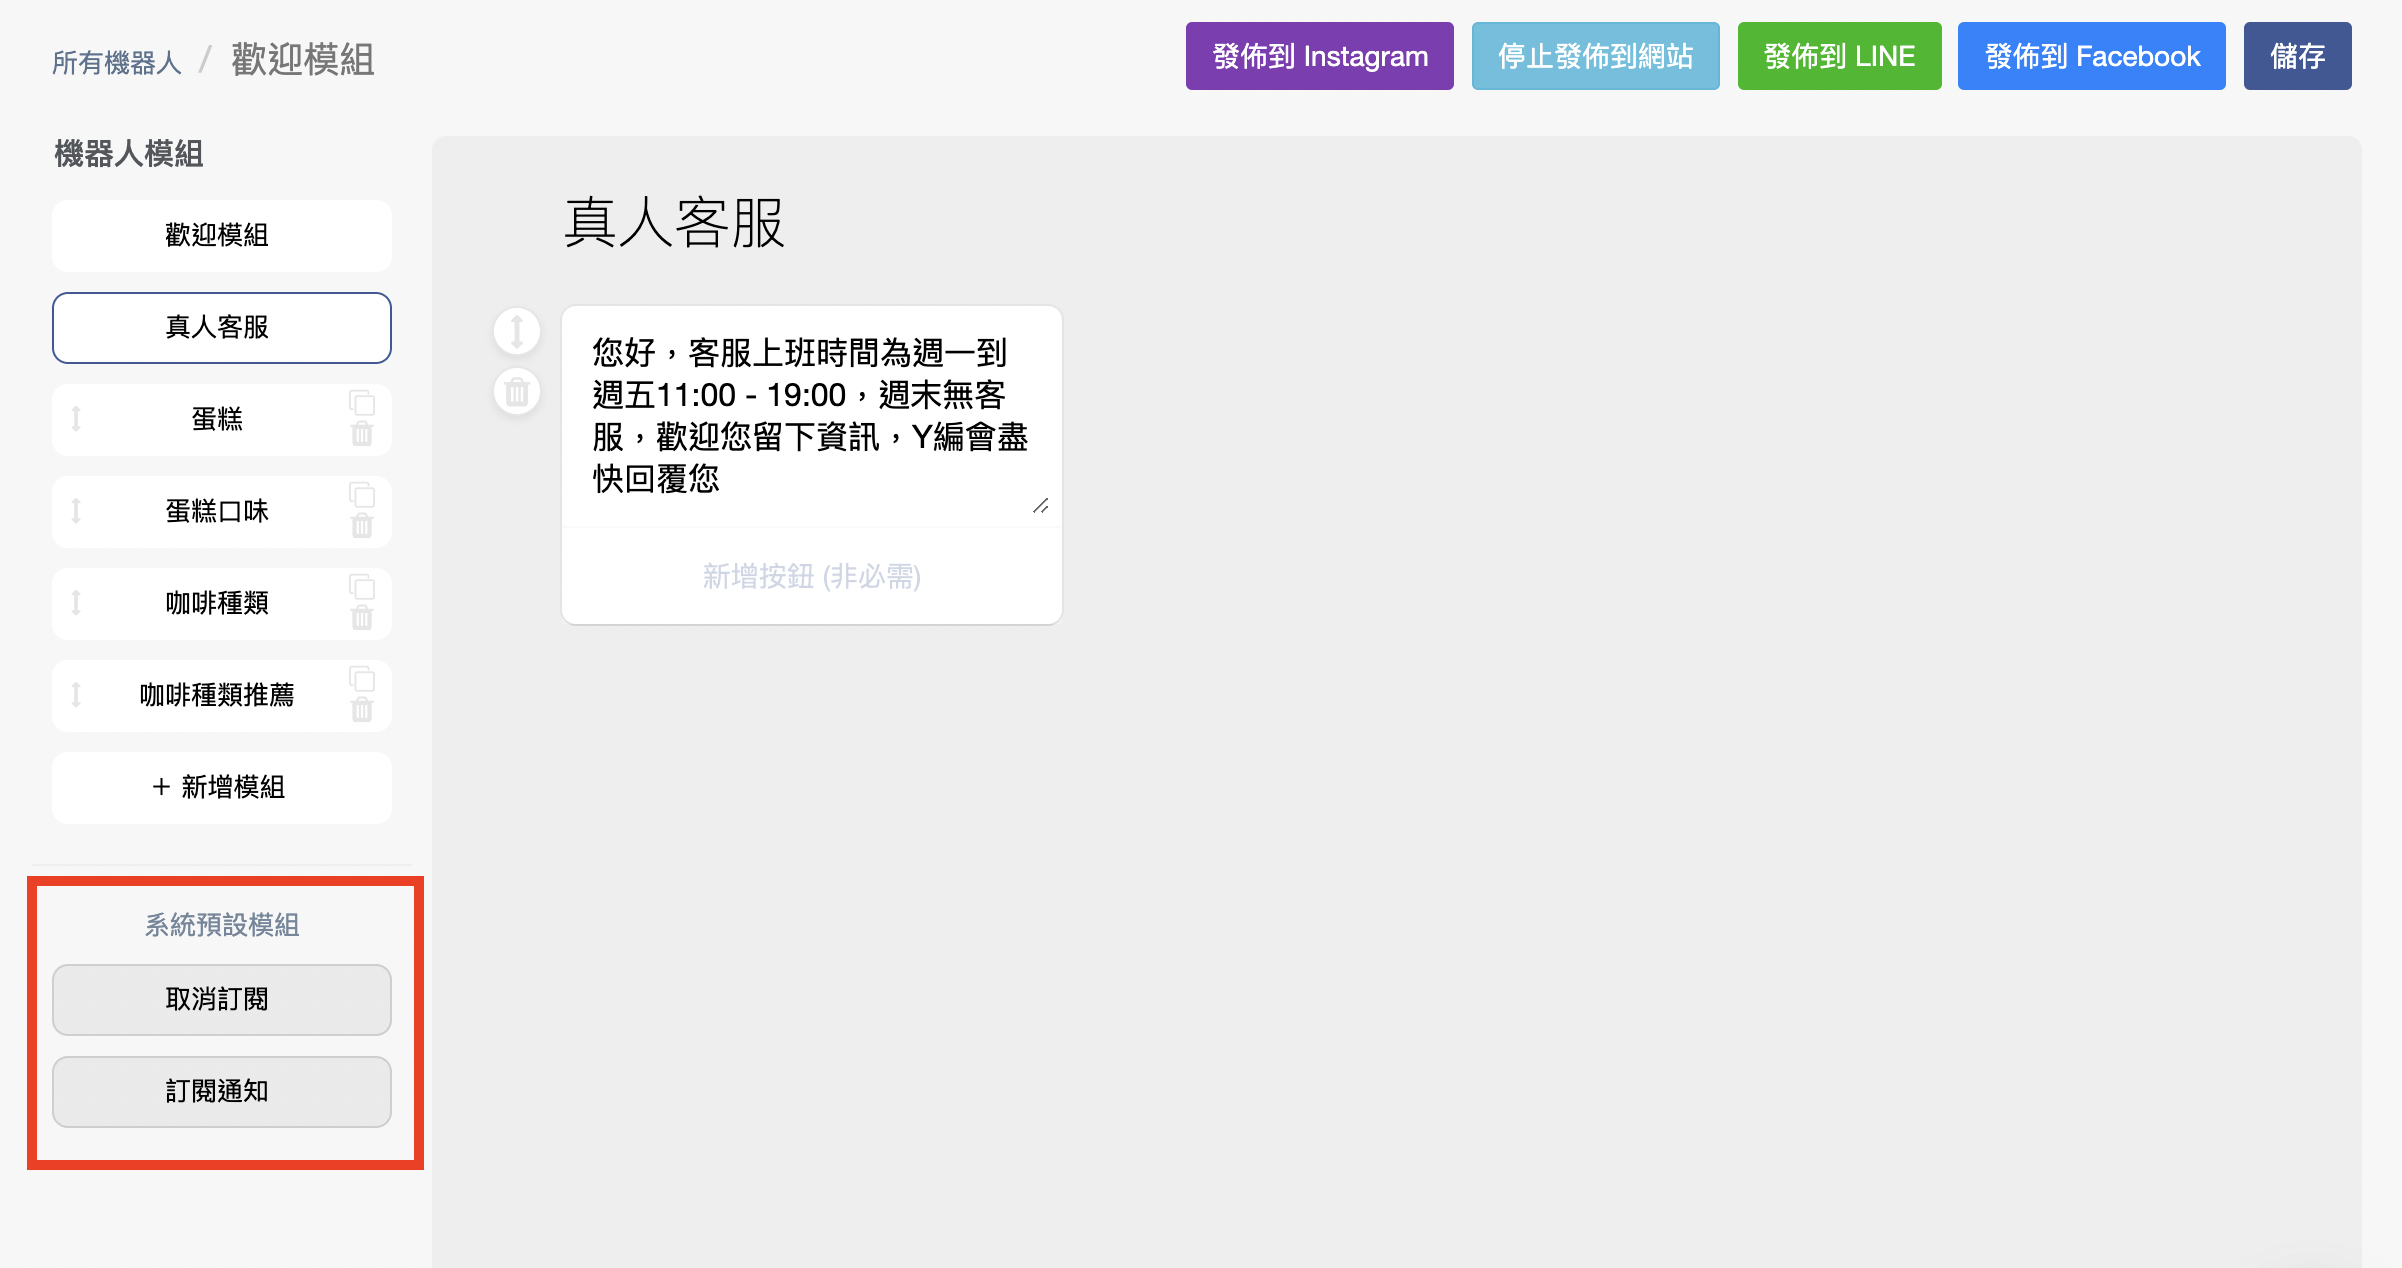 所有機器人 / 歡迎模組
發佈到 Instagram
停止發佈到網站
發佈到 LINE
發佈到 Facebook
儲存
機器人模組
歡迎模組
真人客服
蛋糕
蛋糕口味
咖啡種類
咖啡種類推薦
+ 新增模組
系統預設模組
取消訂閱
訂閱通知
真人客服
您好，客服上班時間為週一到
週五11:00 - 19:00，週末無客
服，歡迎您留下資訊，Y編會盡
快回覆您
新增按鈕 (非必需)